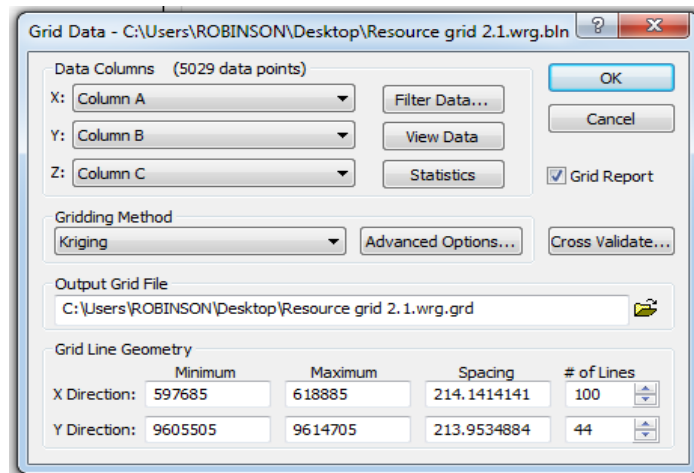 Grid Data - C:\Users\ROBINSON\Desktop\Resource grid 2.1.wrg.bln
Data Columns (5029 data points)
X: Column A
Filter Data...
Y: Column B
View Data
Z: Column C
Statistics
OK
Cancel
Grid Report
Gridding Method
Kriging
Advanced Options...
Cross Validate...
Output Grid File
C:\Users\ROBINSON\Desktop\Resource grid 2.1.wrg.grd
Grid Line Geometry
Minimum Maximum Spacing # of Lines
X Direction: 597685 618885 214.1414141 100
Y Direction: 9605505 9614705 213.9534884 44